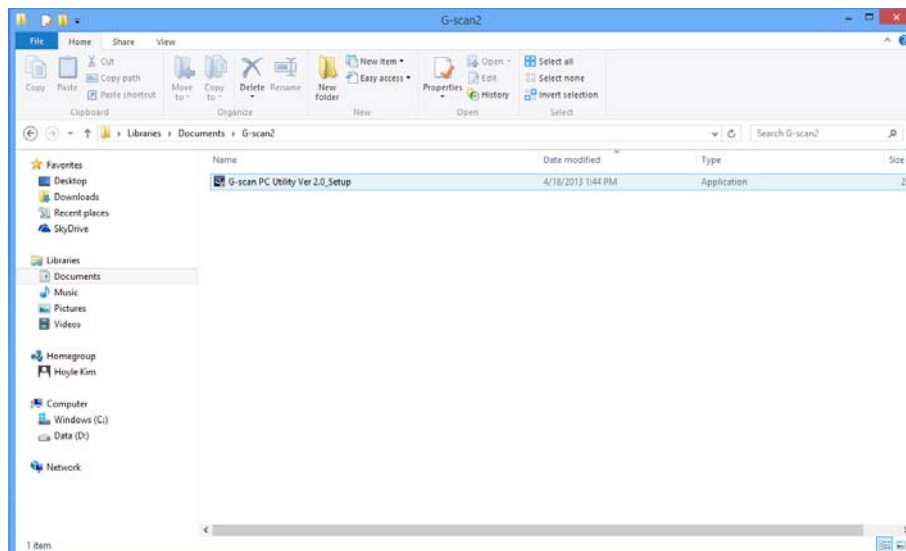 G-scan2
File Home Share View
Copy
Paste
Cut
Copy path
Paste shortcut
Clipboard
Move to
Copy to
Delete
Rename
Organize
New folder
New item
Easy access
New
Properties
Open
Edit
History
Open
Select all
Select none
Invert selection
Select
Libraries Documents G-scan2
Search G-scan2
Name Date modified Type Size
G-scan PC Utility Ver 2.0_Setup 4/18/2013 1:44 PM Application 2
Favorites
Desktop
Downloads
Recent places
SkyDrive
Libraries
Documents
Music
Pictures
Videos
Homegroup
Hoyle Kim
Computer
Windows (C:)
Data (D:)
Network
1 item